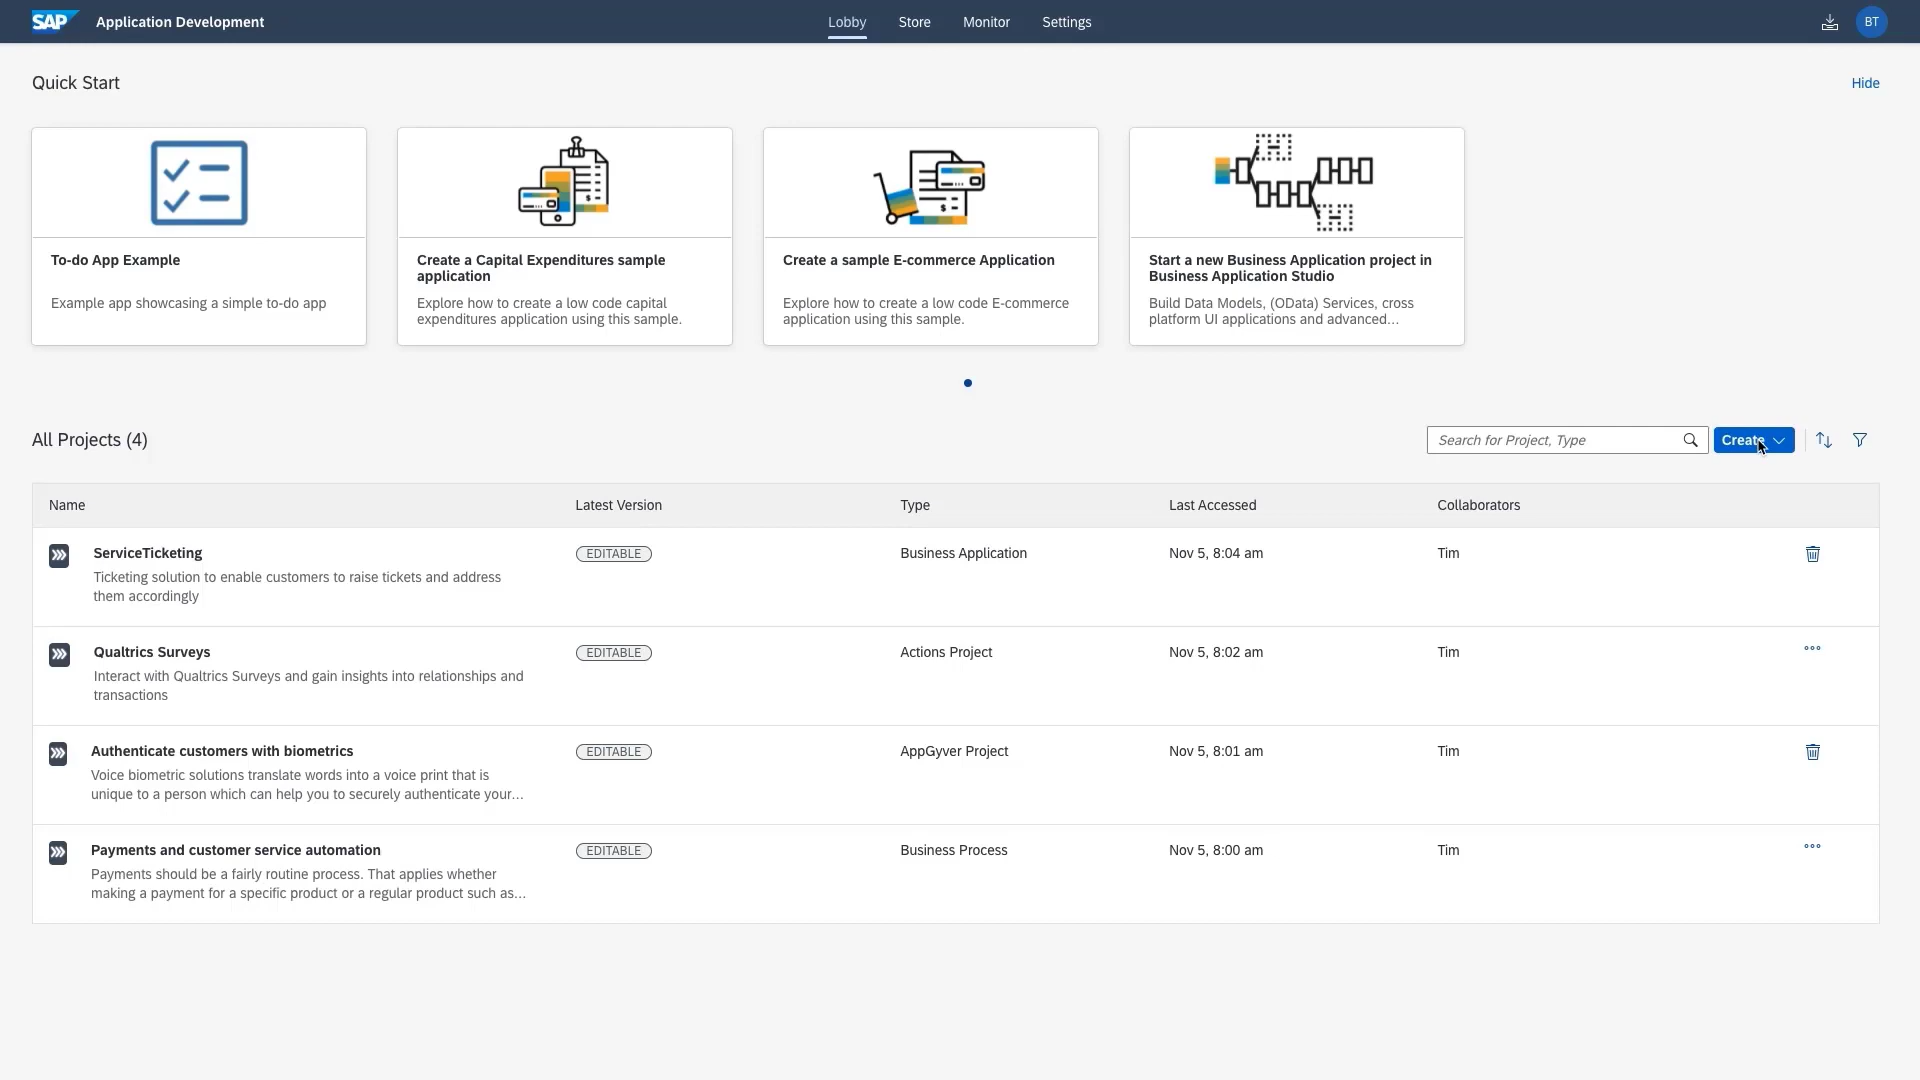 SAP Application Development Lobby Store Monitor Settings BT
Quick Start Hide
To-do App Example
Example app showcasing a simple to-do app
Create a Capital Expenditures sample
application
Explore how to create a low code capital
expenditures application using this sample.
Create a sample E-commerce Application
Explore how to create a low code E-commerce
application using this sample.
Start a new Business Application project in
Business Application Studio
Build Data Models, (OData) Services, cross
platform UI applications and advanced...
All Projects (4) Search for Project, Type Create
Name Latest Version Type Last Accessed Collaborators
ServiceTicketing EDITABLE Business Application Nov 5, 8:04 am Tim
Ticketing solution to enable customers to raise tickets and address
them accordingly
Qualtrics Surveys EDITABLE Actions Project Nov 5, 8:02 am Tim
Interact with Qualtrics Surveys and gain insights into relationships and
transactions
Authenticate customers with biometrics EDITABLE AppGyver Project Nov 5, 8:01 am Tim
Voice biometric solutions translate words into a voice print that is
unique to a person which can help you to securely authenticate your...
Payments and customer service automation EDITABLE Business Process Nov 5, 8:00 am Tim
Payments should be a fairly routine process. That applies whether
making a payment for a specific product or a regular product such as...